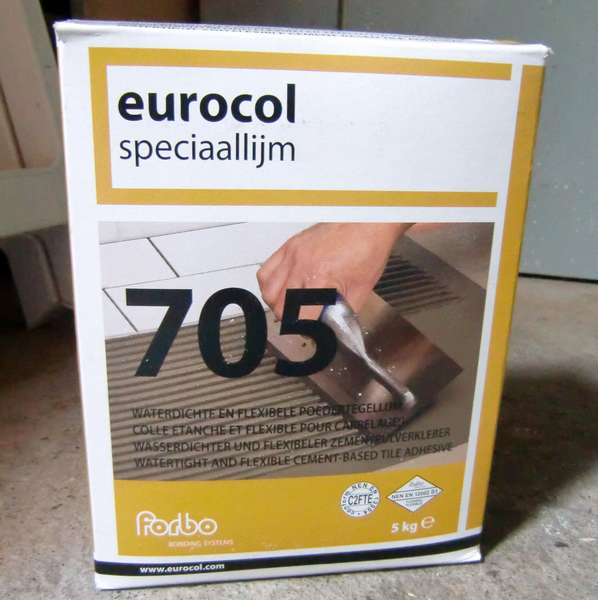 eurocol
speciaallijm
705
WATERDICHTE EN FLEXIBELE POEDERTEGELLIJM
COLLE ETANCHE ET FLEXIBLE POUR CARRELAGES
WASSERDICHTER UND FLEXIBELER ZEMENTPULVERKLEBER
WATERTIGHT AND FLEXIBLE CEMENT-BASED TILE ADHESIVE
Forbo
BONDING SYSTEMS
C2FTE
NEN EN 12002 S1
5 kg e
www.eurocol.com